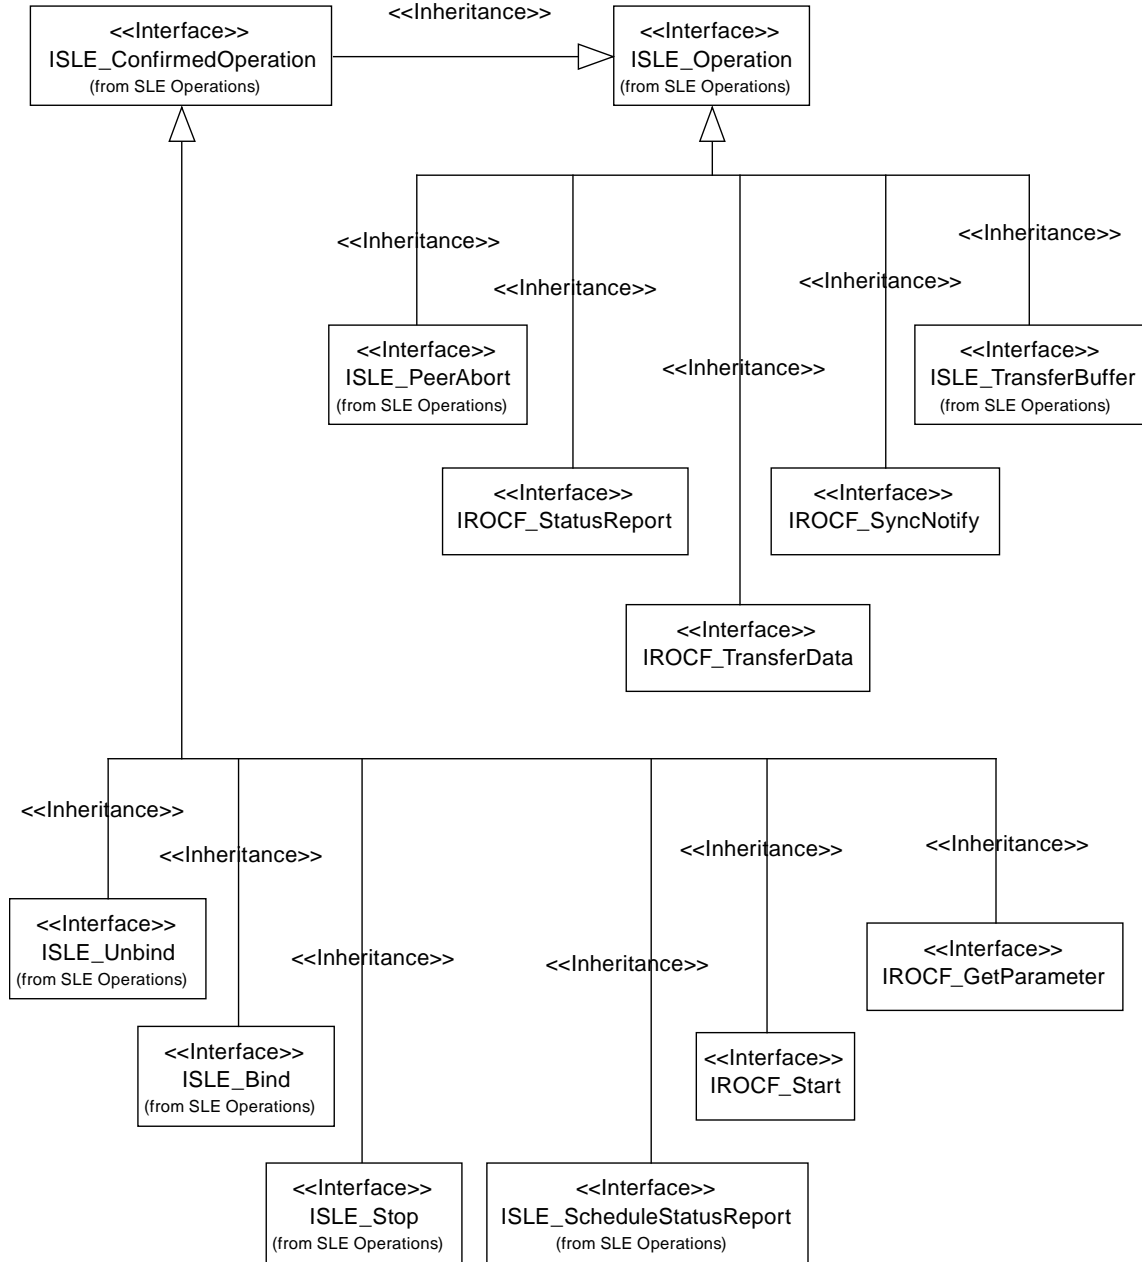 <<Inheritance>>
<<Interface>>
ISLE_ConfirmedOperation
(from SLE Operations)
<<Interface>>
ISLE_Operation
(from SLE Operations)
<<Inheritance>>
<<Inheritance>>
<<Inheritance>>
<<Inheritance>>
<<Inheritance>>
<<Interface>>
ISLE_PeerAbort
(from SLE Operations)
<<Interface>>
ISLE_TransferBuffer
(from SLE Operations)
<<Interface>>
IROCF_StatusReport
<<Interface>>
IROCF_SyncNotify
<<Interface>>
IROCF_TransferData
<<Inheritance>>
<<Inheritance>>
<<Inheritance>>
<<Inheritance>>
<<Inheritance>>
<<Inheritance>>
<<Interface>>
ISLE_Unbind
(from SLE Operations)
<<Interface>>
IROCF_GetParameter
<<Interface>>
ISLE_Bind
(from SLE Operations)
<<Interface>>
IROCF_Start
<<Interface>>
ISLE_Stop
(from SLE Operations)
<<Interface>>
ISLE_ScheduleStatusReport
(from SLE Operations)